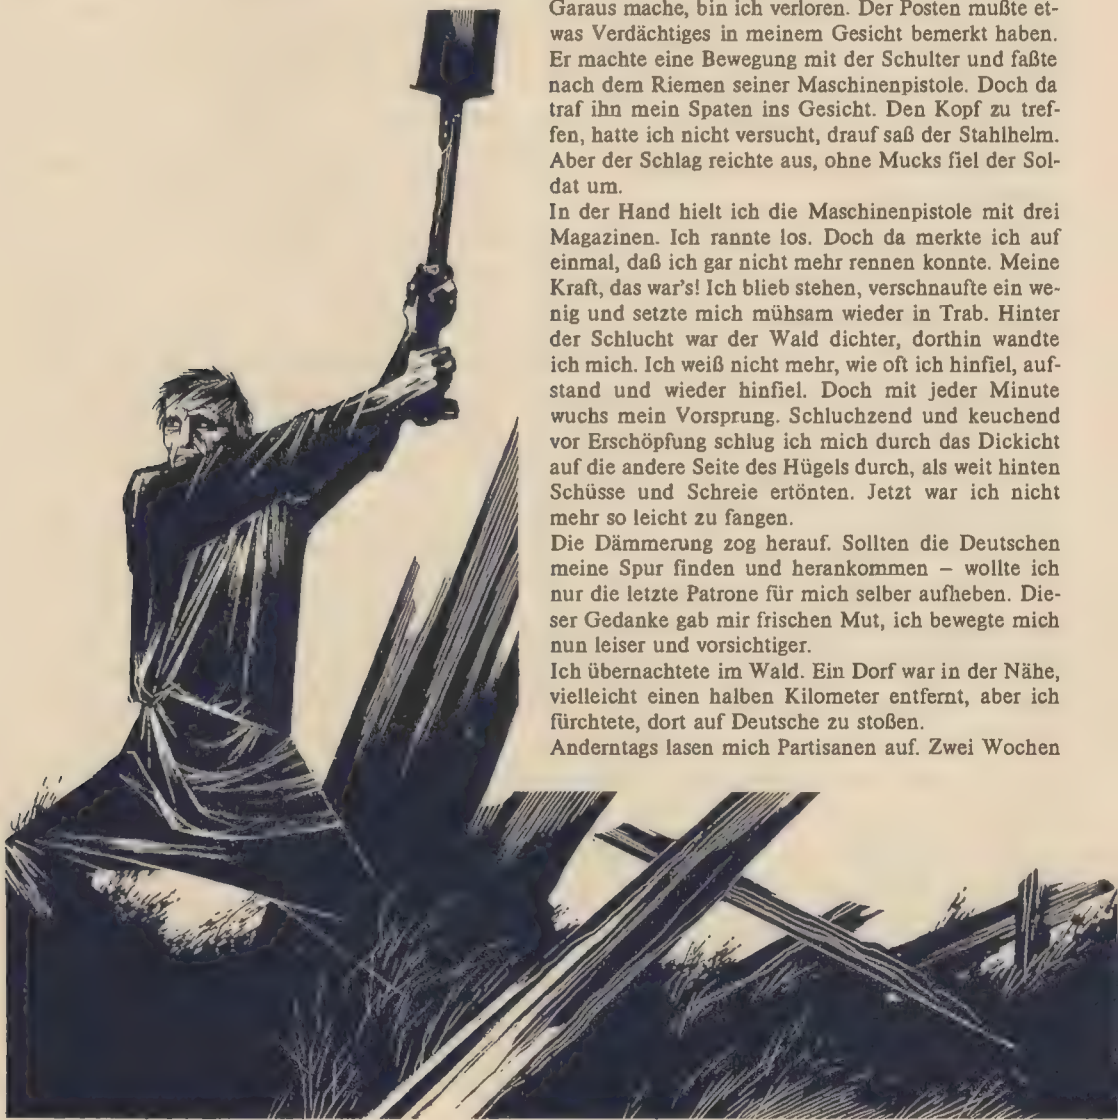 Garaus mache, bin ich verloren. Der Posten mußte et-
was Verdächtiges in meinem Gesicht bemerkt haben.
Er machte eine Bewegung mit der Schulter und faßte
nach dem Riemen seiner Maschinenpistole. Doch da
traf ihn mein Spaten ins Gesicht. Den Kopf zu tref-
fen, hatte ich nicht versucht, drauf saß der Stahlhelm.
Aber der Schlag reichte aus, ohne Mucks fiel der Sol-
dat um.
In der Hand hielt ich die Maschinenpistole mit drei
Magazinen. Ich rannte los. Doch da merkte ich auf
einmal, daß ich gar nicht mehr rennen konnte. Meine
Kraft, das war's! Ich blieb stehen, verschnaufte ein we-
nig und setzte mich mühsam wieder in Trab. Hinter
der Schlucht war der Wald dichter, dorthin wandte
ich mich. Ich weiß nicht mehr, wie oft ich hinfiel, auf-
stand und wieder hinfiel. Doch mit jeder Minute
wuchs mein Vorsprung. Schluchzend und keuchend
vor Erschöpfung schlug ich mich durch das Dickicht
auf die andere Seite des Hügels durch, als weit hinten
Schüsse und Schreie ertönten. Jetzt war ich nicht
mehr so leicht zu fangen.
Die Dämmerung zog herauf. Sollten die Deutschen
meine Spur finden und herankommen – wollte ich
nur die letzte Patrone für mich selber aufheben. Die-
ser Gedanke gab mir frischen Mut, ich bewegte mich
nun leiser und vorsichtiger.
Ich übernachtete im Wald. Ein Dorf war in der Nähe,
vielleicht einen halben Kilometer entfernt, aber ich
fürchtete, dort auf Deutsche zu stoßen.
Anderntags lasen mich Partisanen auf. Zwei Wochen